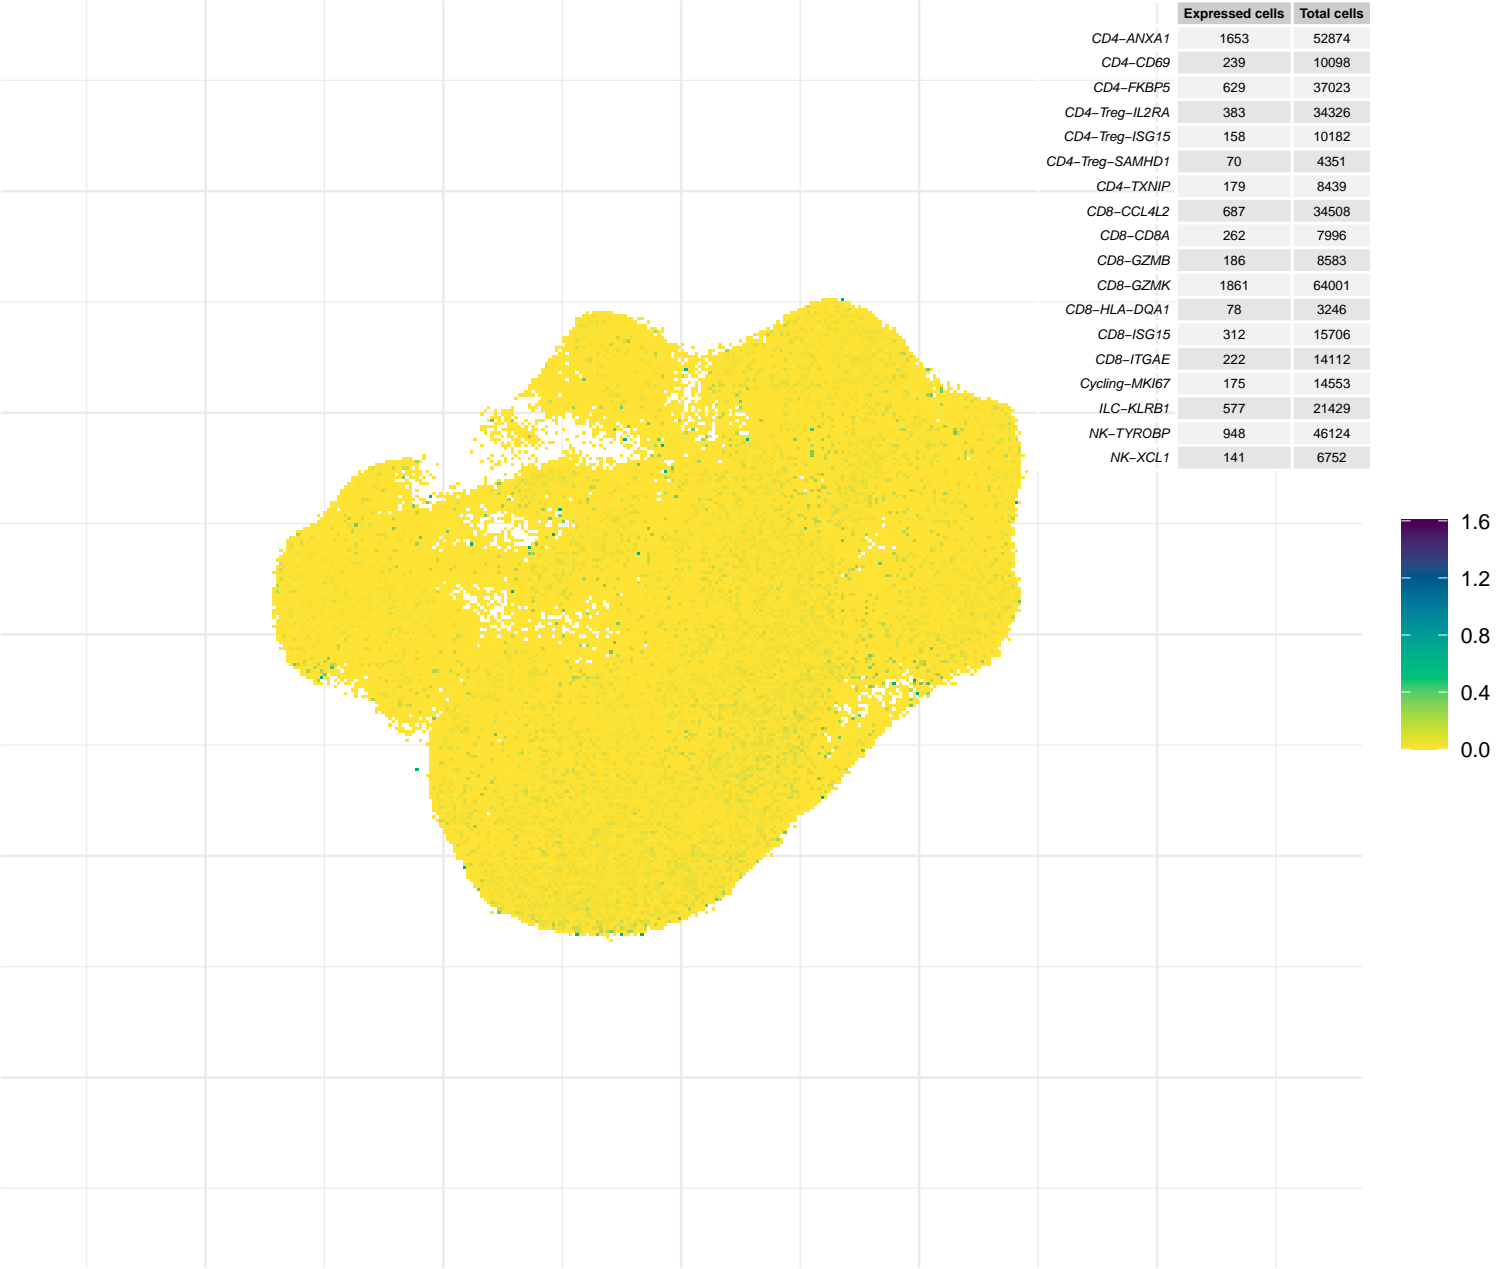 Expressed cells Total cells
CD4−ANXA1 1653 52874
CD4−CD69 239 10098
CD4−FKBP5 629 37023
CD4−Treg−IL2RA 383 34326
CD4−Treg−ISG15 158 10182
CD4−Treg−SAMHD1 70 4351
CD4−TXNIP 179 8439
CD8−CCL4L2 687 34508
CD8−CD8A 262 7996
CD8−GZMB 186 8583
CD8−GZMK 1861 64001
CD8−HLA−DQA1 78 3246
CD8−ISG15 312 15706
CD8−ITGAE 222 14112
Cycling−MKI67 175 14553
ILC−KLRB1 577 21429
NK−TYROBP 948 46124
NK−XCL1 141 6752
1.6
1.2
0.8
0.4
0.0